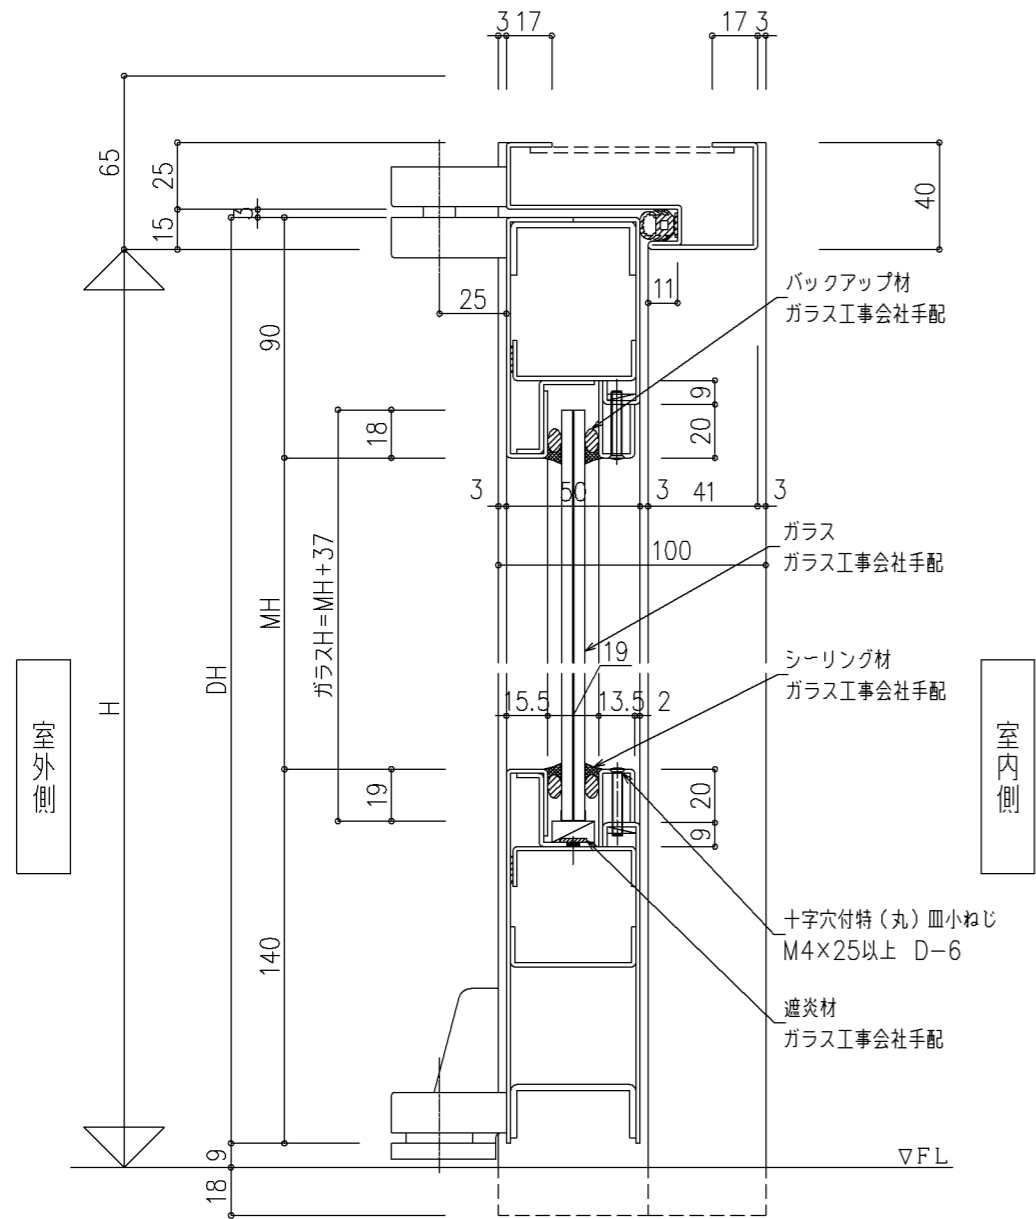 3 17
17 3
65
25
15
3
40
25
11
バックアップ材
ガラス工事会社手配
90
9
20
18
3
50
3
41
3
ガラス
ガラス工事会社手配
100
ガラスH=MH+37
MH
DH
H
19
シーリング材
ガラス工事会社手配
15.5
13.5
2
室外側
室内側
19
20
9
十字穴付特（丸）皿小ねじ
M4×25以上 D-6
140
遮炎材
ガラス工事会社手配
9
▽FL
18